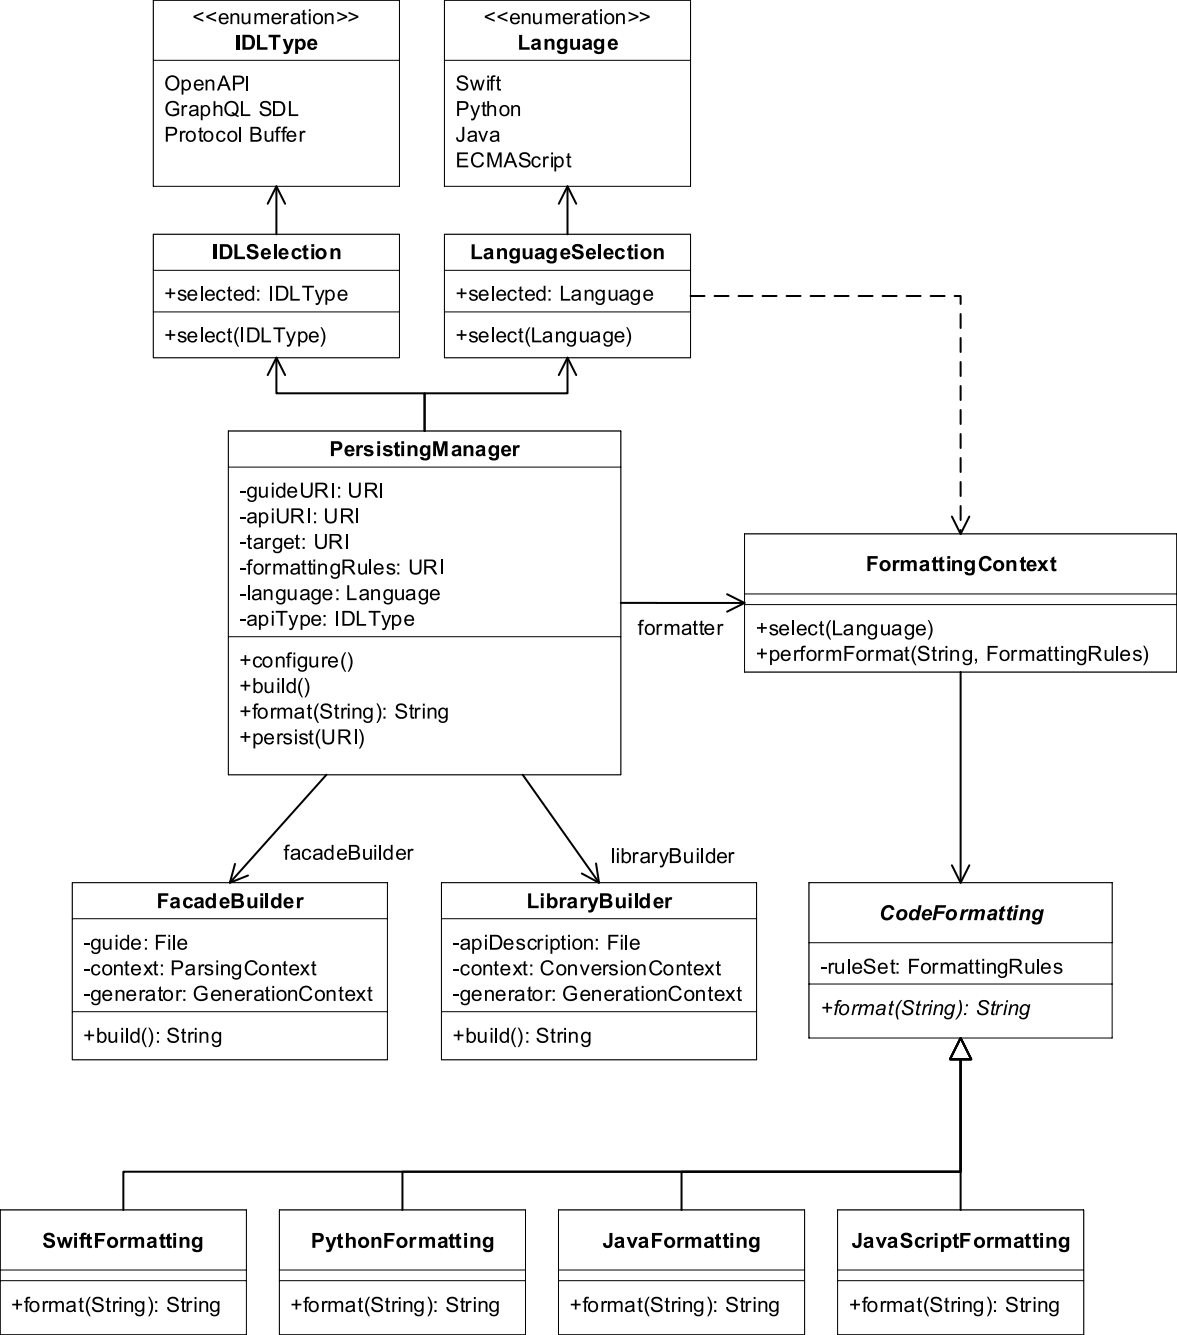 <<enumeration>>
IDLType
OpenAPI
GraphQL SDL
Protocol Buffer
<<enumeration>>
Language
Swift
Python
Java
ECMAScript
IDLSelection
+selected: IDLType
+select(IDLType)
LanguageSelection
+selected: Language
+select(Language)
PersistingManager
-guideURI: URI
-apiURI: URI
-target: URI
-formattingRules: URI
-language: Language
-apiType: IDLType
+configure()
+build()
+format(String): String
+persist(URI)
formatter
FormattingContext
+select(Language)
+performFormat(String, FormattingRules)
facadeBuilder
libraryBuilder
FacadeBuilder
-guide: File
-context: ParsingContext
-generator: GenerationContext
+build(): String
LibraryBuilder
-apiDescription: File
-context: ConversionContext
-generator: GenerationContext
+build(): String
CodeFormatting
-ruleSet: FormattingRules
+format(String): String
SwiftFormatting
+format(String): String
PythonFormatting
+format(String): String
JavaFormatting
+format(String): String
JavaScriptFormatting
+format(String): String